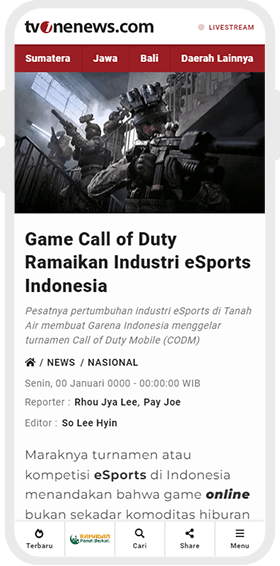 tvOnenews.com
LIVESTREAM
Sumatera Jawa Bali Daerah Lainnya
Game Call of Duty
Ramaikan Industri eSports
Indonesia
Pesatnya pertumbuhan industri eSports di Tanah
Air membuat Garena Indonesia menggelar
turnamen Call of Duty Mobile (CODM)
/ NEWS / NASIONAL
Senin, 00 Januari 0000 - 00:00:00 WIB
Reporter : Rhou Jya Lee, Pay Joe
Editor : So Lee Hyin
Maraknya turnamen atau
kompetisi eSports di Indonesia
menandakan bahwa game online
bukan sekadar komoditas hiburan
RAMADAN
Penuh Berkah
Terbaru Cari Share Menu